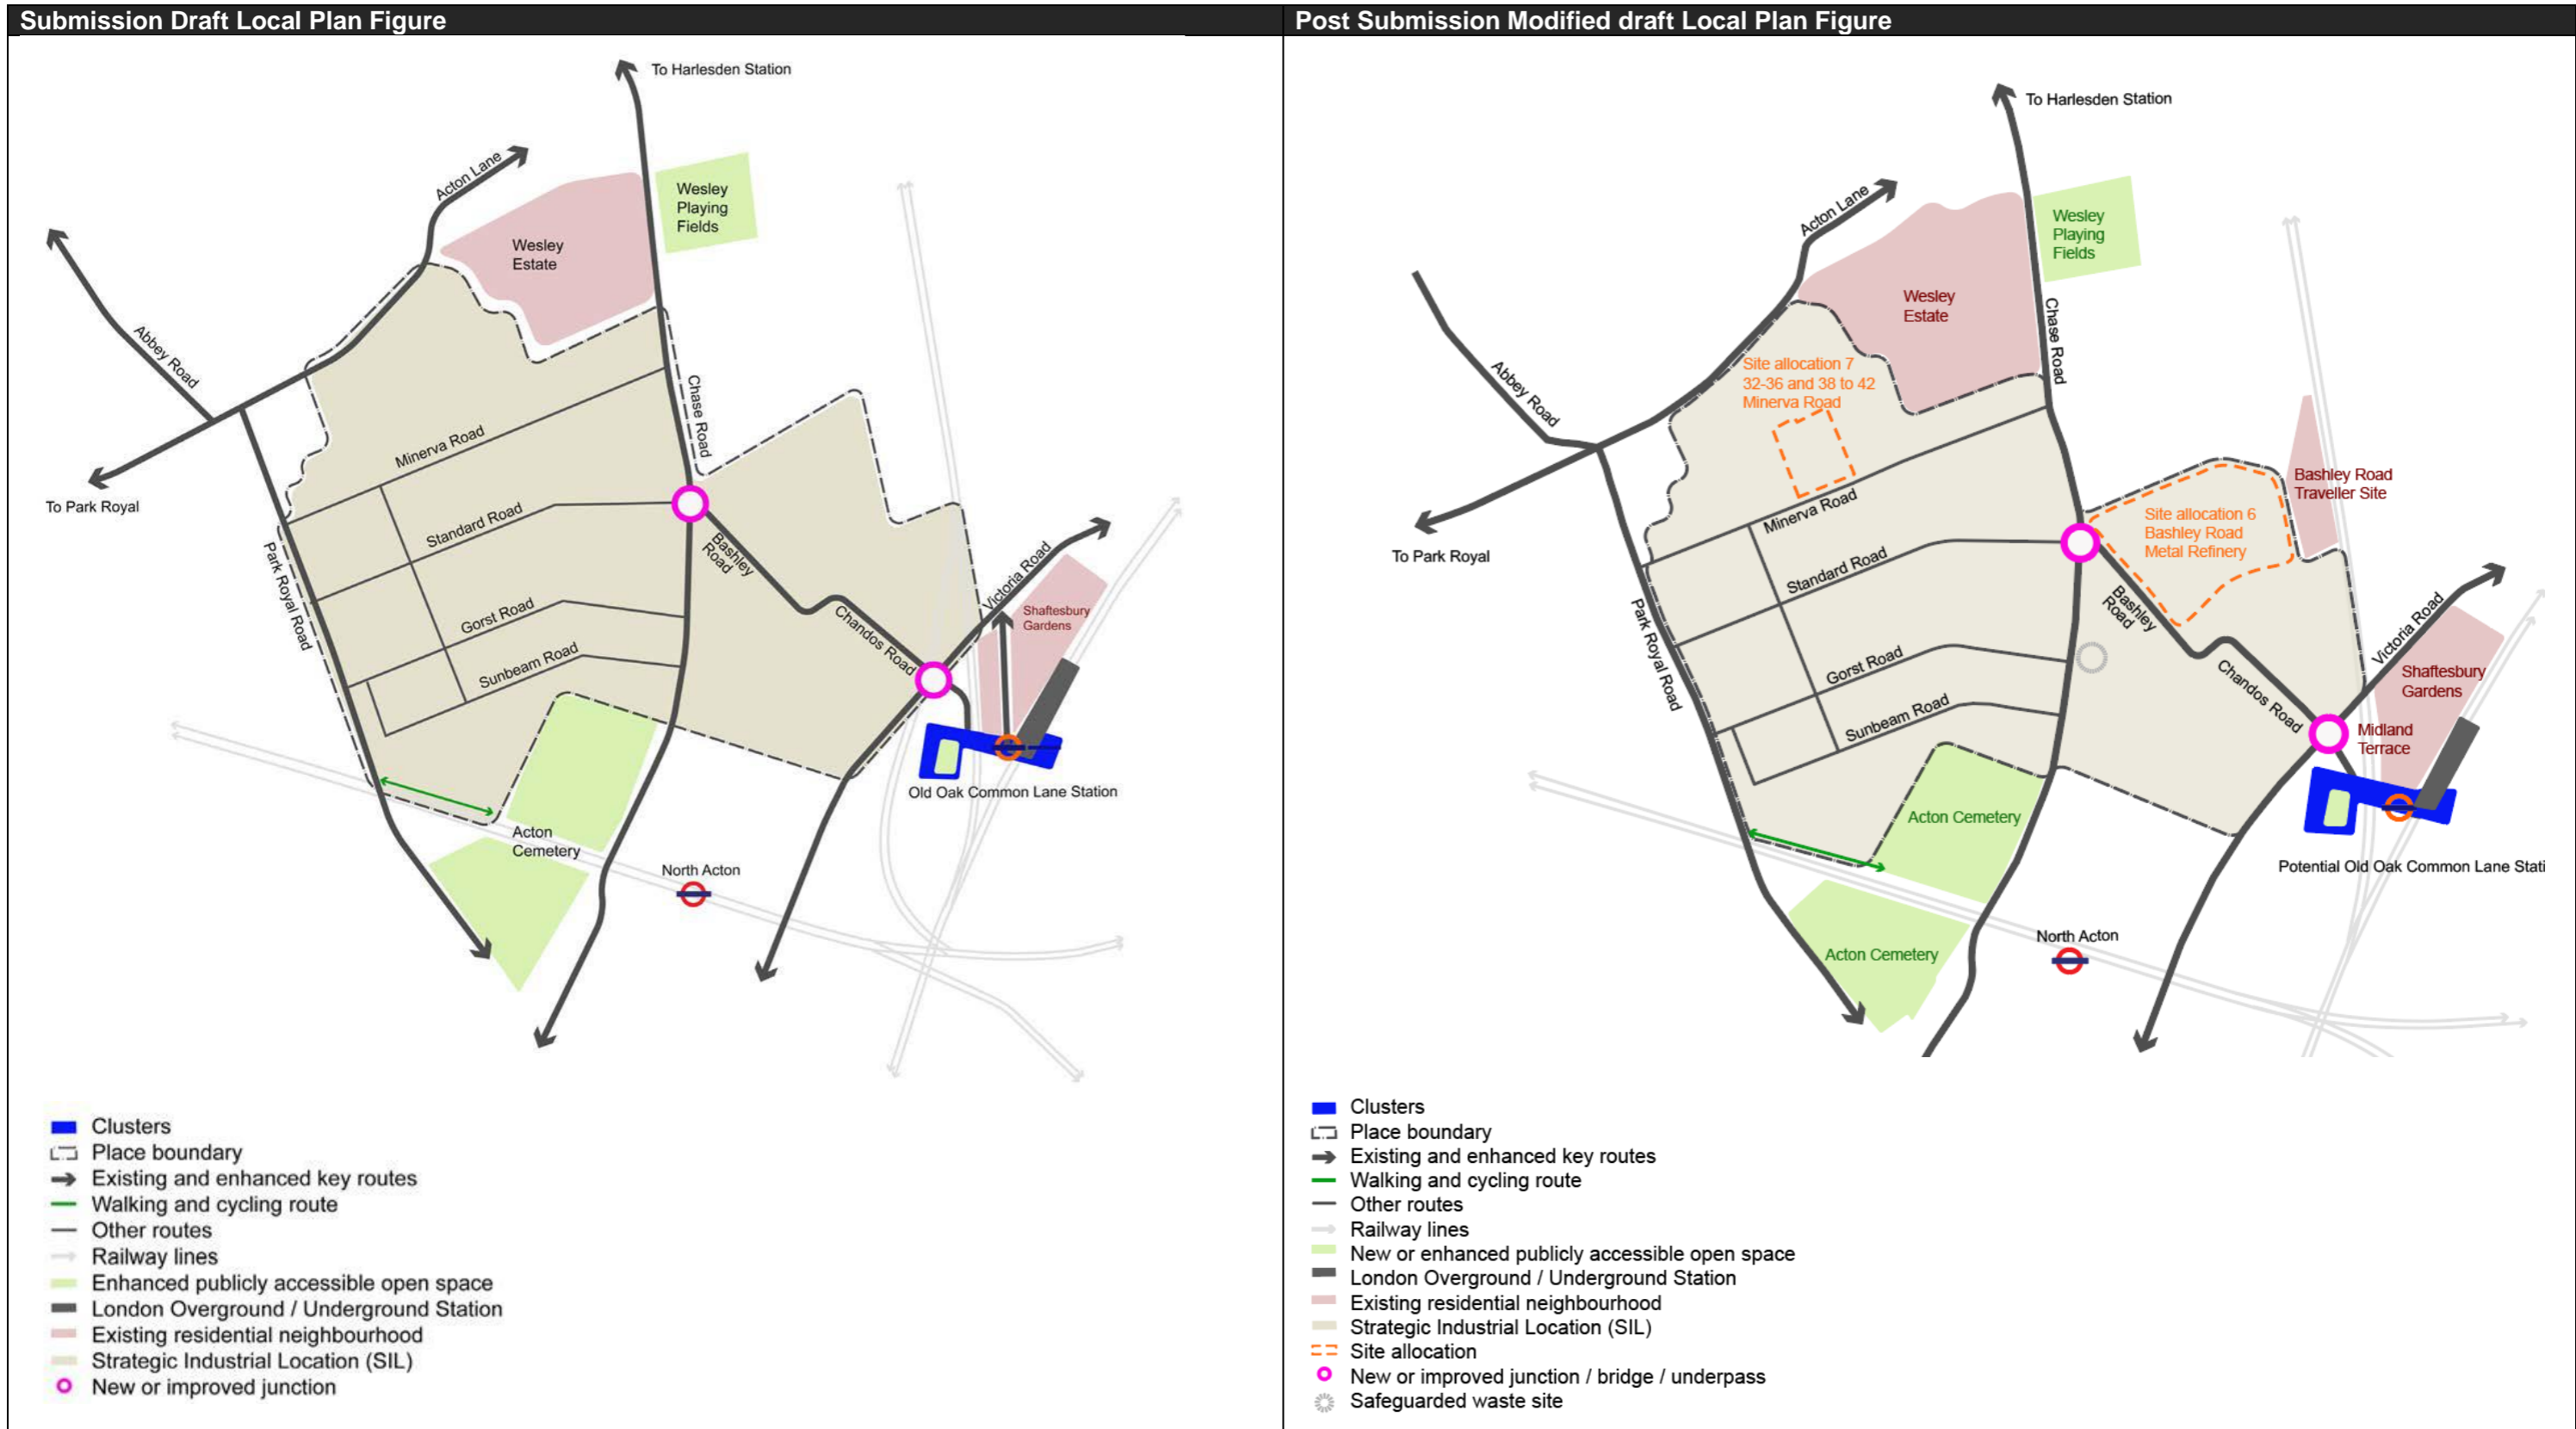 Submission Draft Local Plan Figure
To Harlesden Station
Acton Lane
Wesley
Playing
Fields
Wesley
Estate
Abbey Road
Chase Road
Minerva Road
To Park Royal
Standard Road
Bashley
Road
Park Royal Road
Victoria Road
Gorst Road
Chandos Road
Shaftesbury
Gardens
Sunbeam Road
Old Oak Common Lane Station
Acton
Cemetery
North Acton
Clusters
Place boundary
Existing and enhanced key routes
Walking and cycling route
Other routes
Railway lines
Enhanced publicly accessible open space
London Overground / Underground Station
Existing residential neighbourhood
Strategic Industrial Location (SIL)
New or improved junction
Post Submission Modified draft Local Plan Figure
To Harlesden Station
Acton Lane
Wesley
Playing
Fields
Wesley
Estate
Chase Road
Abbey Road
Site allocation 7
32-36 and 38 to 42
Minerva Road
Bashley Road
Traveller Site
Minerva Road
Site allocation 6
Bashley Road
Metal Refinery
To Park Royal
Standard Road
Bashley
Road
Park Royal Road
Victoria Road
Gorst Road
Chandos Road
Shaftesbury
Gardens
Sunbeam Road
Midland
Terrace
Acton Cemetery
Potential Old Oak Common Lane Stati
North Acton
Acton Cemetery
Clusters
Place boundary
Existing and enhanced key routes
Walking and cycling route
Other routes
Railway lines
New or enhanced publicly accessible open space
London Overground / Underground Station
Existing residential neighbourhood
Strategic Industrial Location (SIL)
Site allocation
New or improved junction / bridge / underpass
Safeguarded waste site